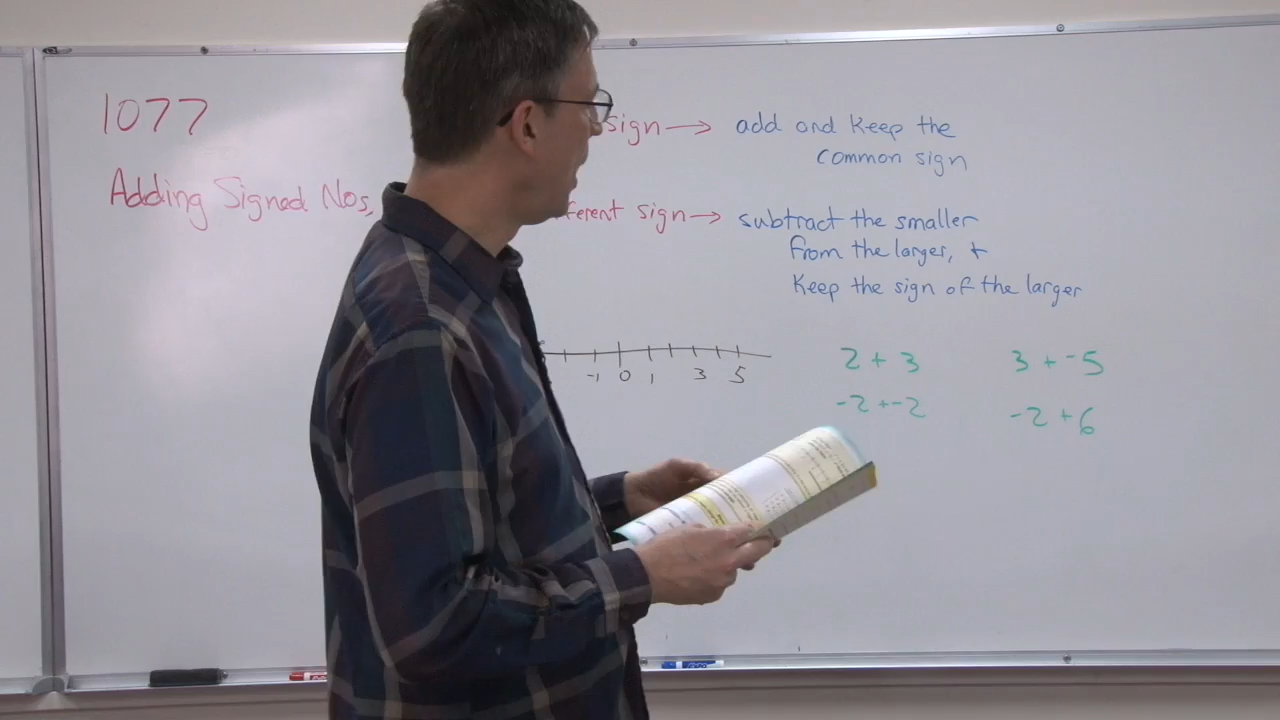 1077
sign → add and keep the
common sign
Adding Signed Nos,
ferent sign → subtract the smaller
from the larger, +
Keep the sign of the larger
-1 0 1 3 5
2 + 3 3 + -5
-2 + -2 -2 + 6